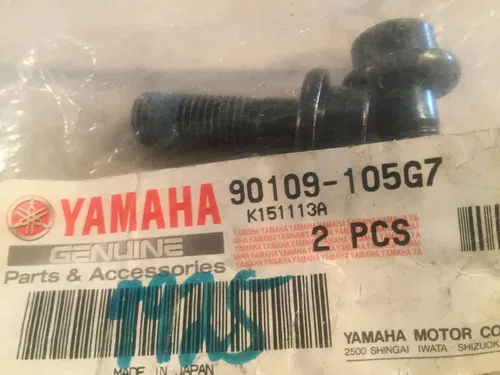 YAMAHA
GENUINE
Parts & Accessories
90109-105G7
K151113A
2 PCS
9925
MADE IN JAPAN
YAMAHA MOTOR CO
2500 SHINGAI IWATA SHIZUOK